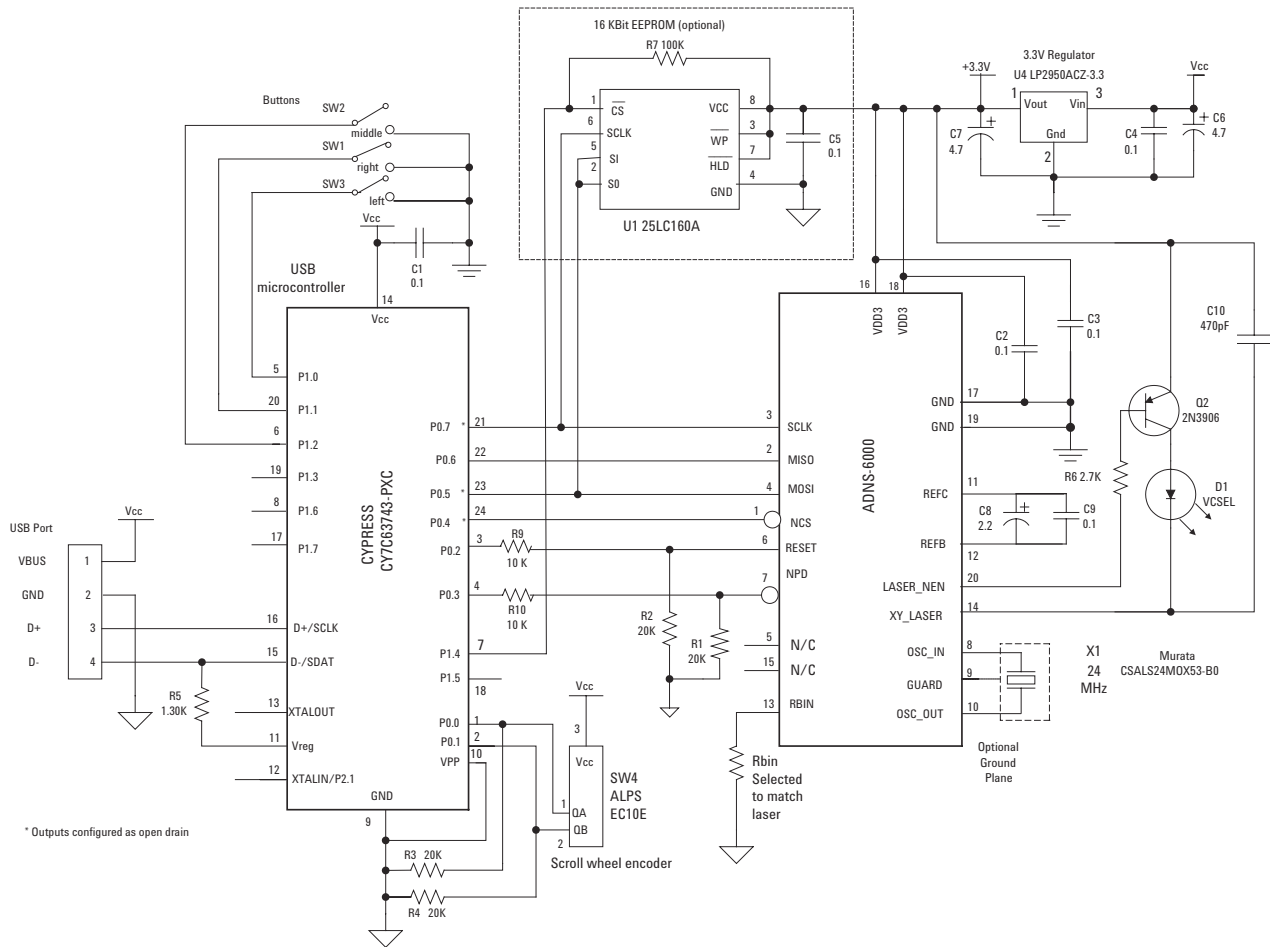 16 KBit EEPROM (optional)
R7 100K
1
CS
6
SCLK
5
SI
2
S0
VCC
8
WP
3
HLD
7
GND
4
U1 25LC160A
C5
0.1
3.3V Regulator
U4 LP2950ACZ-3.3
+3.3V
1
Vout
Vin
3
Gnd
2
Vcc
C7
4.7
C4
0.1
C6
4.7
Buttons
SW2
middle
SW1
right
SW3
left
Vcc
C1
0.1
USB
microcontroller
14
Vcc
CYPRESS
CY7C63743-PXC
5
P1.0
20
P1.1
6
P1.2
19
P1.3
8
P1.6
17
P1.7
16
D+/SCLK
15
D-/SDAT
13
XTALOUT
11
Vreg
12
XTALIN/P2.1
GND
9
P0.7 *
21
P0.6
22
P0.5 *
23
P0.4 *
24
P0.2
3
P0.3
4
P1.4
7
P1.5
18
P0.0
1
P0.1
2
VPP
10
USB Port
Vcc
VBUS
1
GND
2
D+
3
D-
4
R5
1.30K
R9
10 K
R10
10 K
R2
20K
R1
20K
R3 20K
R4 20K
Vcc
3
Vcc
1
QA
QB
2
SW4
ALPS
EC10E
Scroll wheel encoder
* Outputs configured as open drain
ADNS-6000
16
VDD3
18
VDD3
3
SCLK
2
MISO
4
MOSI
1
NCS
6
RESET
7
NPD
5
N/C
15
N/C
13
RBIN
Rbin
Selected
to match
laser
GND
17
GND
19
REFC
11
REFB
12
LASER_NEN
20
XY_LASER
14
OSC_IN
8
GUARD
9
OSC_OUT
10
C2
0.1
C3
0.1
C8
2.2
C9
0.1
C10
470pF
Q2
2N3906
R6 2.7K
D1
VCSEL
X1
24
MHz
Murata
CSALS24MOX53-B0
Optional
Ground
Plane